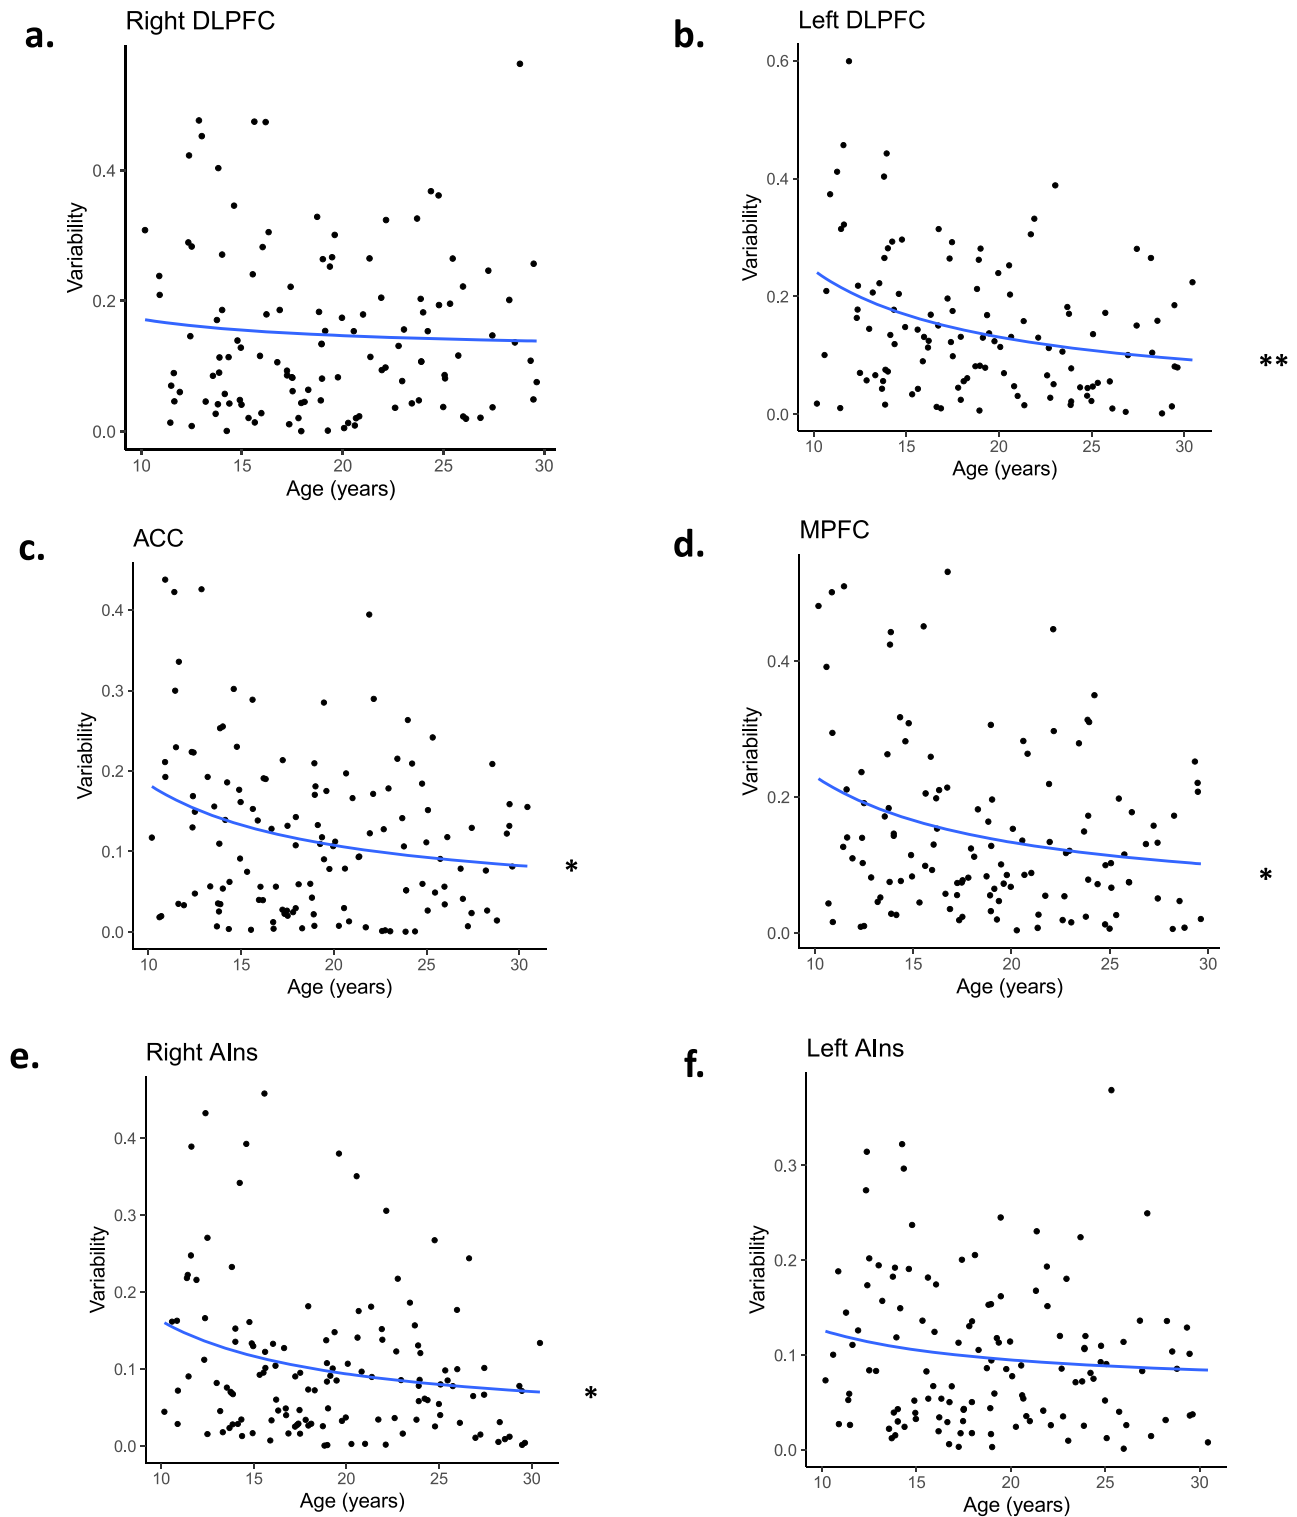 a.
Right DLPFC
Variability
0.4
0.2
0.0
10 15 20 25 30
Age (years)
b.
Left DLPFC
Variability
0.6
0.4
0.2
0.0
10 15 20 25 30
Age (years)
**
c.
ACC
Variability
0.4
0.3
0.2
0.1
0.0
10 15 20 25 30
Age (years)
*
d.
MPFC
Variability
0.4
0.2
0.0
10 15 20 25 30
Age (years)
*
e.
Right AIns
Variability
0.4
0.3
0.2
0.1
0.0
10 15 20 25 30
Age (years)
*
f.
Left AIns
Variability
0.3
0.2
0.1
0.0
10 15 20 25 30
Age (years)